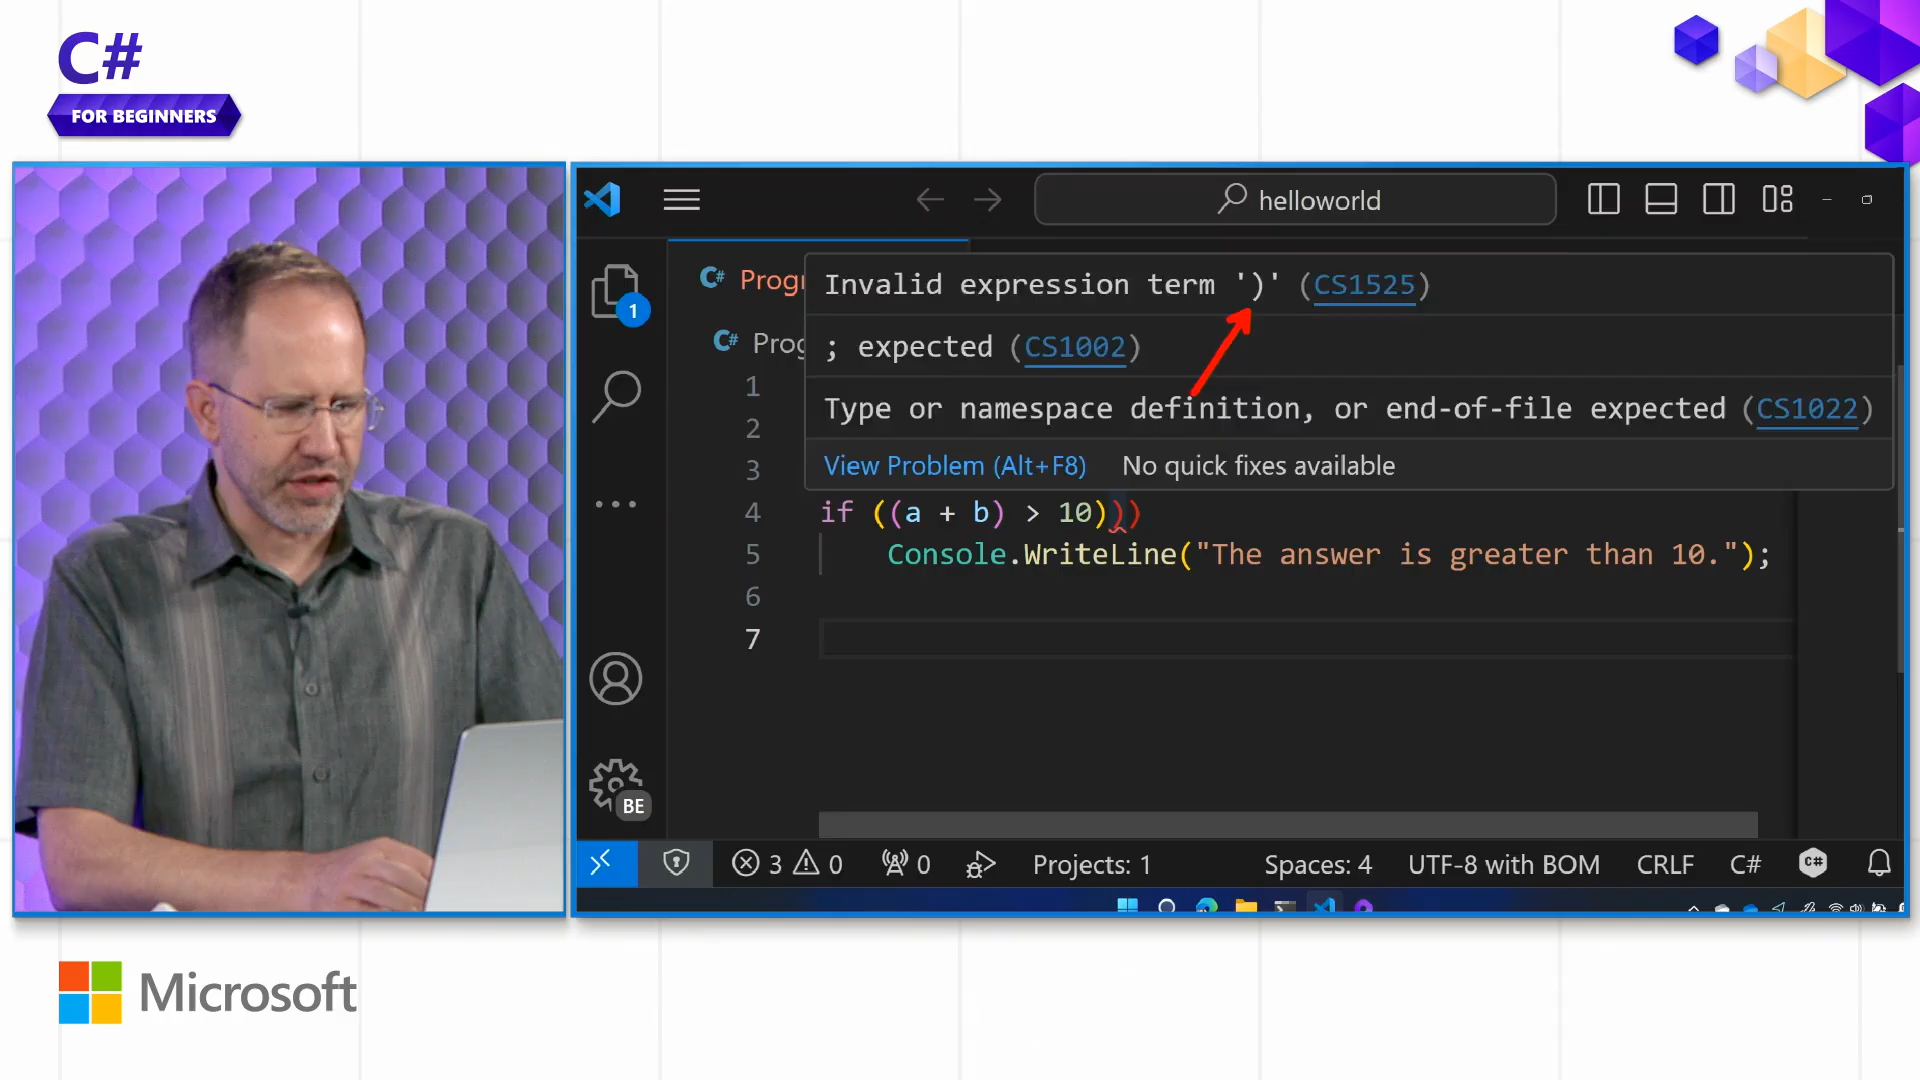 C#
FOR BEGINNERS
helloworld
1
C# Progr
Invalid expression term ')' (CS1525)
C# Prog
; expected (CS1002)
Type or namespace definition, or end-of-file expected (CS1022)
View Problem (Alt+F8) No quick fixes available
1
2
3
4 if ((a + b) > 10)))
5 Console.WriteLine("The answer is greater than 10.");
6
7
BE
3 0 0 Projects: 1 Spaces: 4 UTF-8 with BOM CRLF C# C#
Microsoft